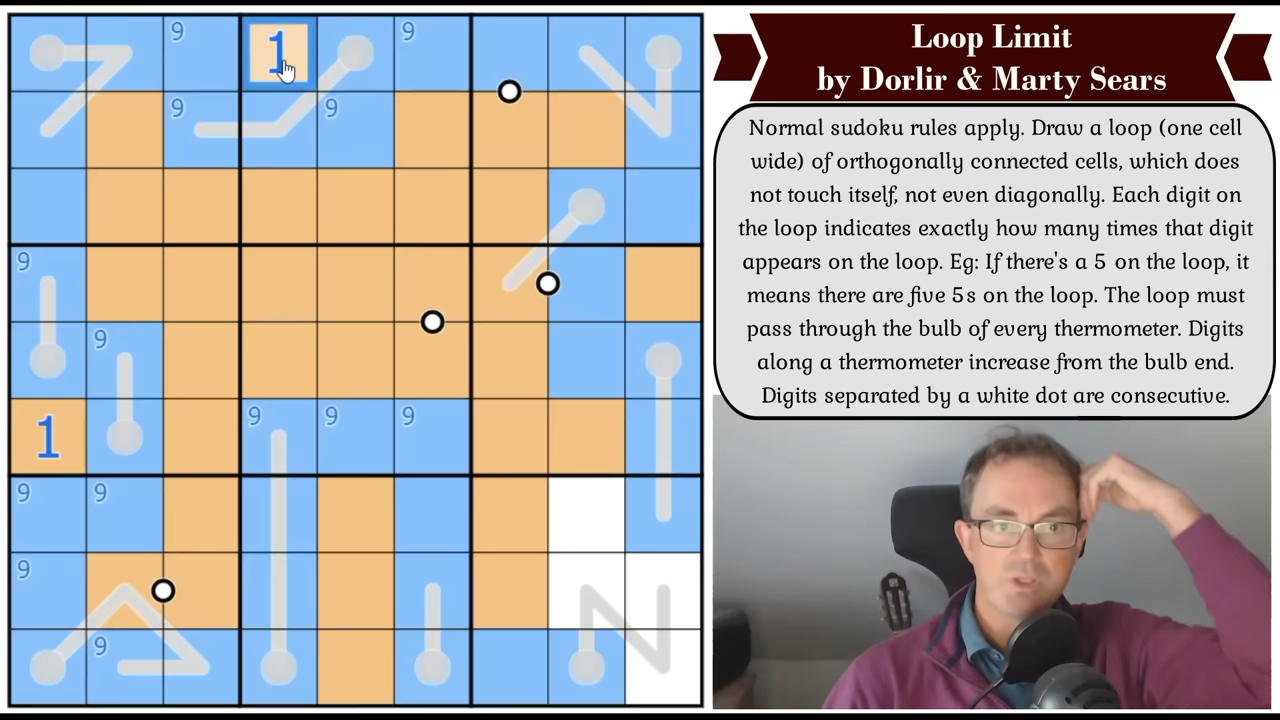 Loop Limit
by Dorlir & Marty Sears
Normal sudoku rules apply. Draw a loop (one cell
wide) of orthogonally connected cells, which does
not touch itself, not even diagonally. Each digit on
the loop indicates exactly how many times that digit
appears on the loop. Eg: If there's a 5 on the loop, it
means there are five 5s on the loop. The loop must
pass through the bulb of every thermometer. Digits
along a thermometer increase from the bulb end.
Digits separated by a white dot are consecutive.
9 1 9
9 9
9
9
1 9 9 9
9 9
9
9